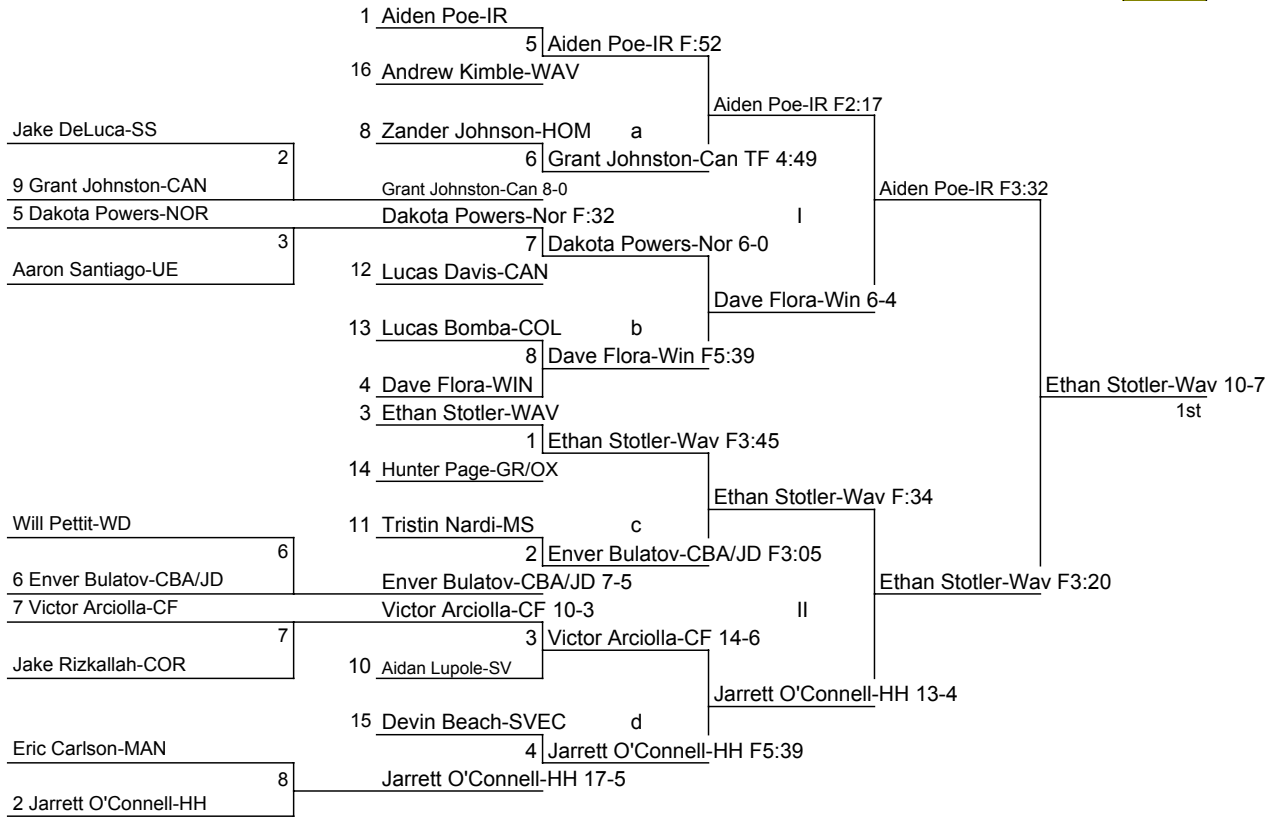 1 Aiden Poe-IR
5 Aiden Poe-IR F:52
16 Andrew Kimble-WAV
Aiden Poe-IR F2:17
Jake DeLuca-SS
8 Zander Johnson-HOM a
2
6 Grant Johnston-Can TF 4:49
9 Grant Johnston-CAN
Grant Johnston-Can 8-0
Aiden Poe-IR F3:32
5 Dakota Powers-NOR
Dakota Powers-Nor F:32
I
3
7 Dakota Powers-Nor 6-0
Aaron Santiago-UE
12 Lucas Davis-CAN
Dave Flora-Win 6-4
13 Lucas Bomba-COL b
8 Dave Flora-Win F5:39
4 Dave Flora-WIN
Ethan Stotler-Wav 10-7
3 Ethan Stotler-WAV
1st
1 Ethan Stotler-Wav F3:45
14 Hunter Page-GR/OX
Ethan Stotler-Wav F:34
Will Pettit-WD
11 Tristin Nardi-MS c
6
2 Enver Bulatov-CBA/JD F3:05
6 Enver Bulatov-CBA/JD
Enver Bulatov-CBA/JD 7-5
Ethan Stotler-Wav F3:20
7 Victor Arciolla-CF
Victor Arciolla-CF 10-3
II
7
3 Victor Arciolla-CF 14-6
Jake Rizkallah-COR
10 Aidan Lupole-SV
Jarrett O'Connell-HH 13-4
15 Devin Beach-SVEC d
Eric Carlson-MAN
4 Jarrett O'Connell-HH F5:39
8
Jarrett O'Connell-HH 17-5
2 Jarrett O'Connell-HH